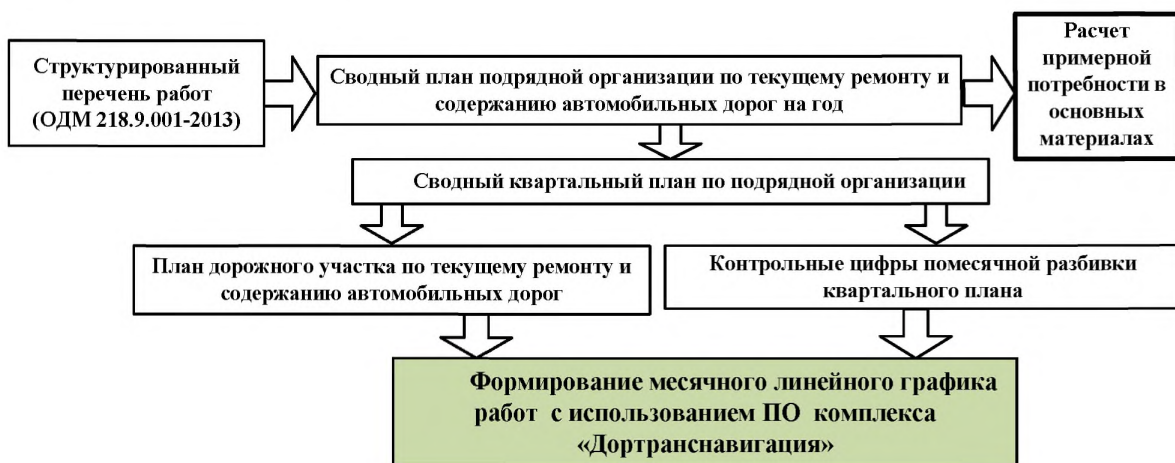 Структурированный
перечень работ
(ОДМ 218.9.001-2013)
Сводный план подрядной организации по текущему ремонту и
содержанию автомобильных дорог на год
Расчет
примерной
потребности в
основных
материалах
Сводный квартальный план по подрядной организации
План дорожного участка по текущему ремонту и
содержанию автомобильных дорог
Контрольные цифры помесячной разбивки
квартального плана
Формирование месячного линейного графика
работ с использованием ПО комплекса
«Дортранснавигация»